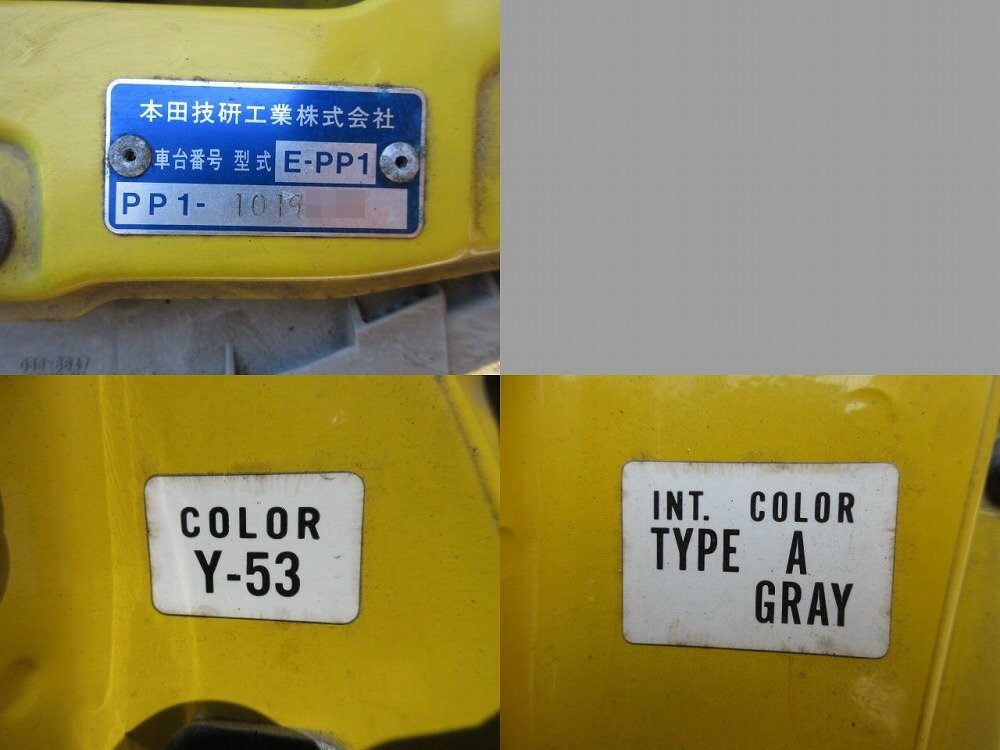 本田技研工業株式会社
車台番号 型式 E-PP1
PP1- 1019
COLOR
Y-53
INT. COLOR
TYPE A
GRAY